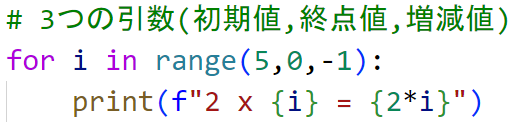 # 3つの引数(初期値,終点値,増減値)
for i in range(5,0,-1):
    print(f"2 x {i} = {2*i}")